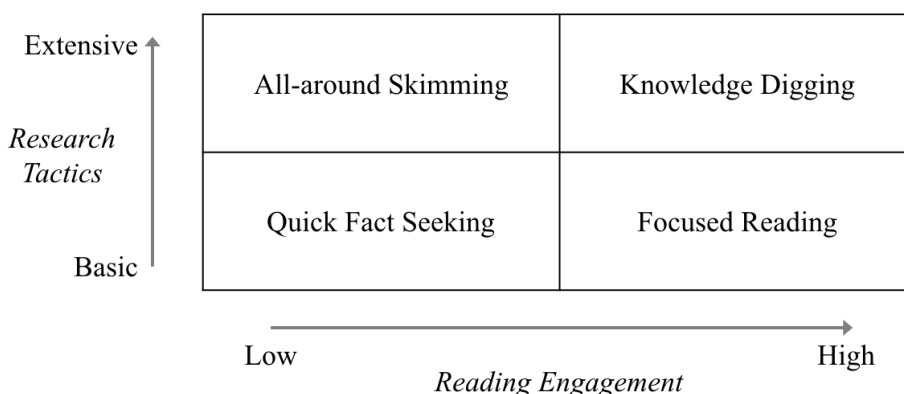 Extensive
All-around Skimming
Knowledge Digging
Research
Tactics
Quick Fact Seeking
Focused Reading
Basic
Low
High
Reading Engagement